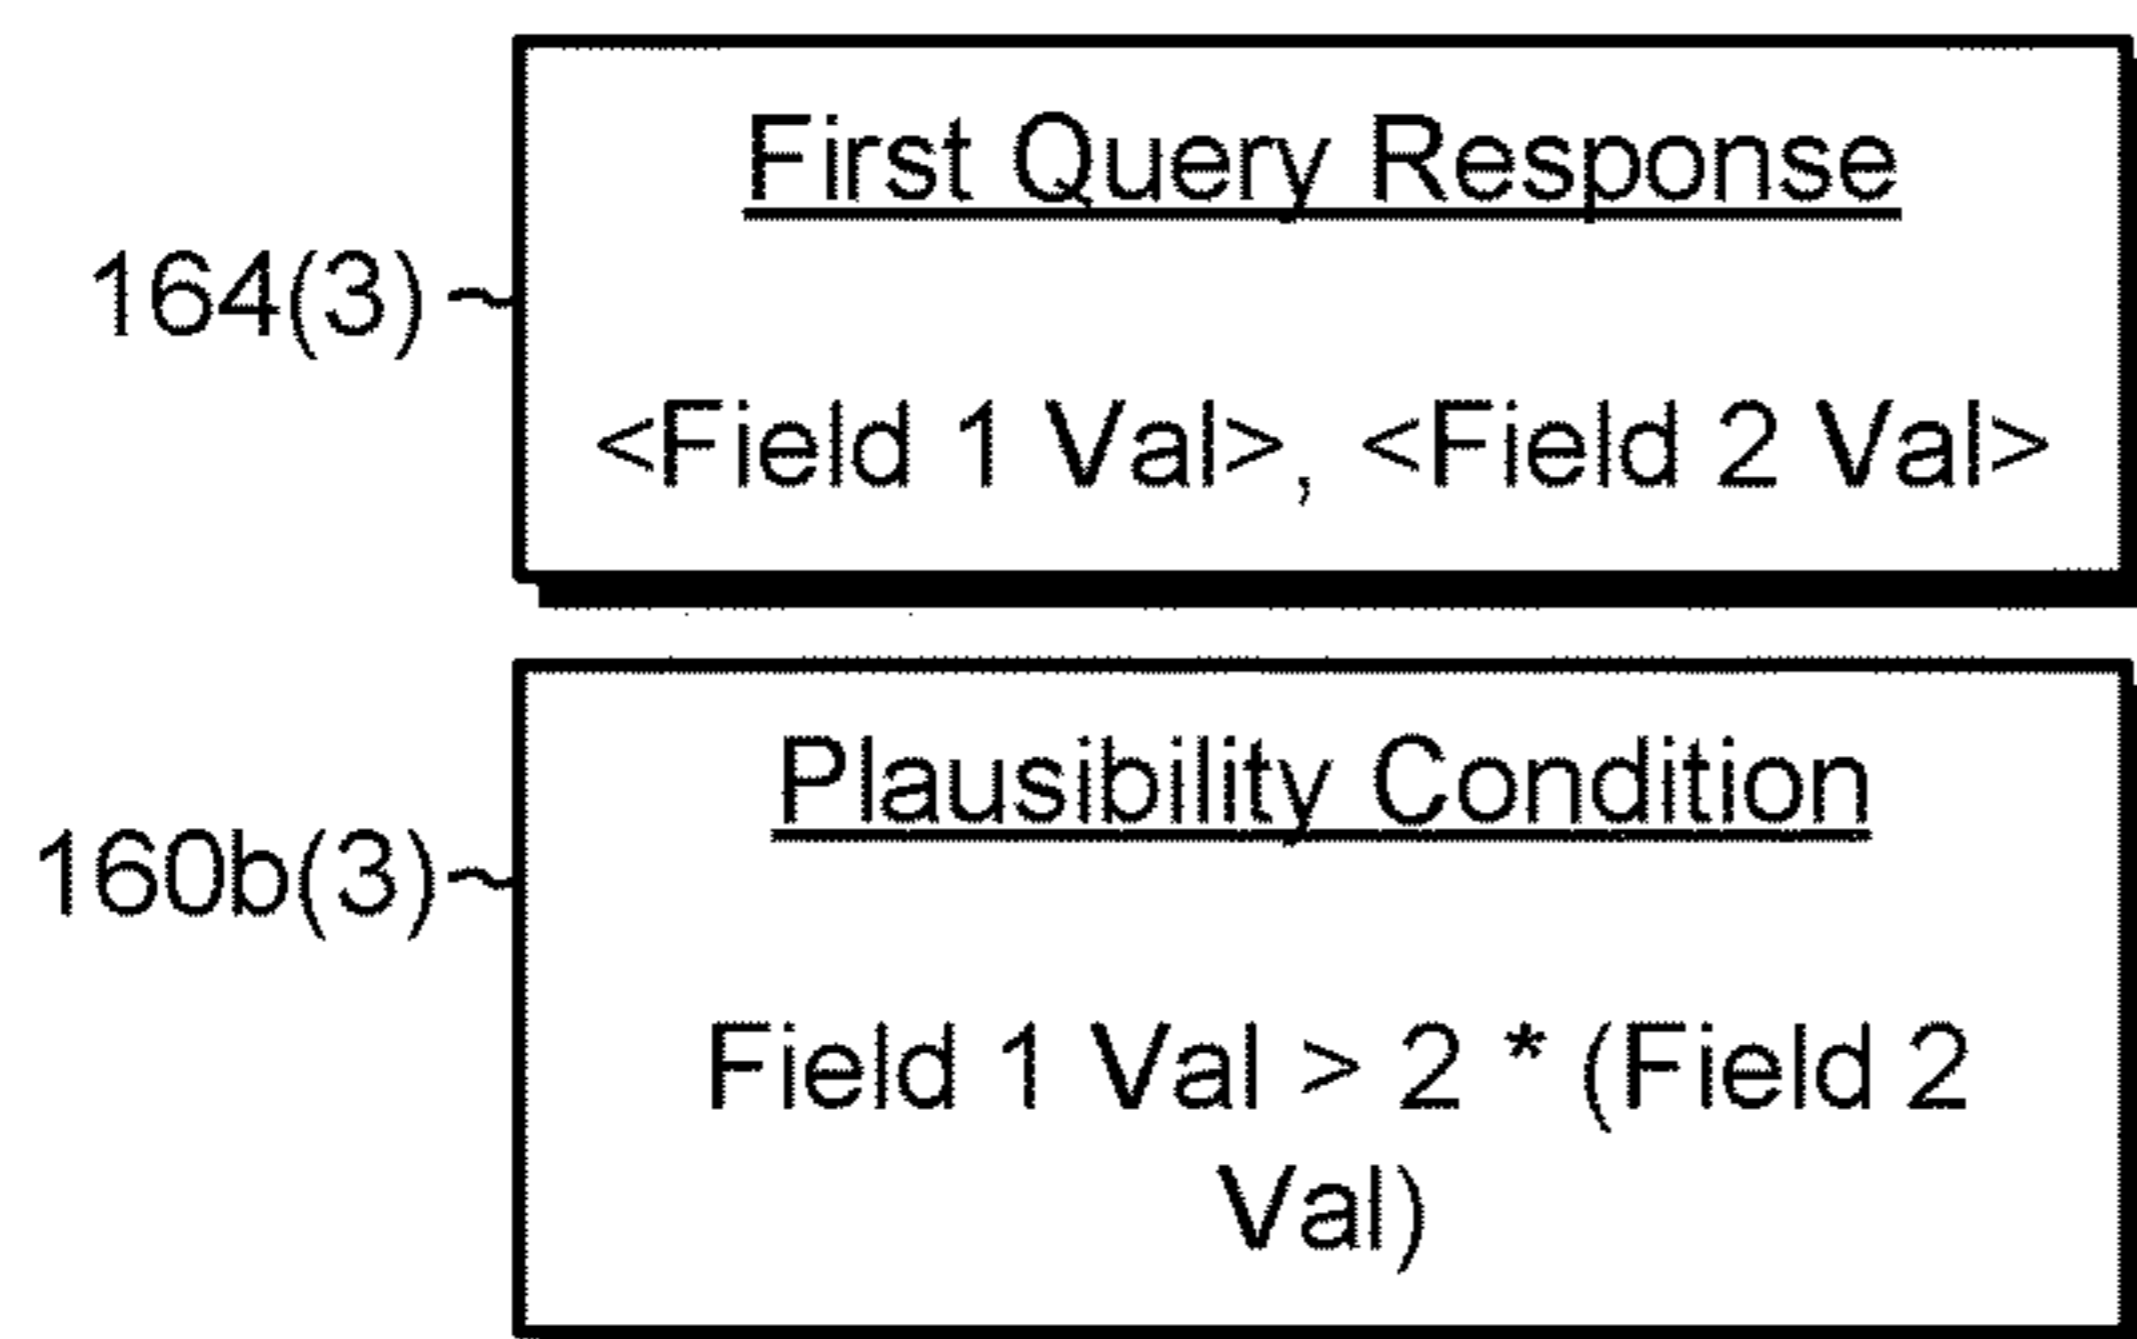 First Query Response
164(3)
<Field 1 Val>, <Field 2 Val>
Plausibility Condition
160b(3)
Field 1 Val > 2 * (Field 2
Val)